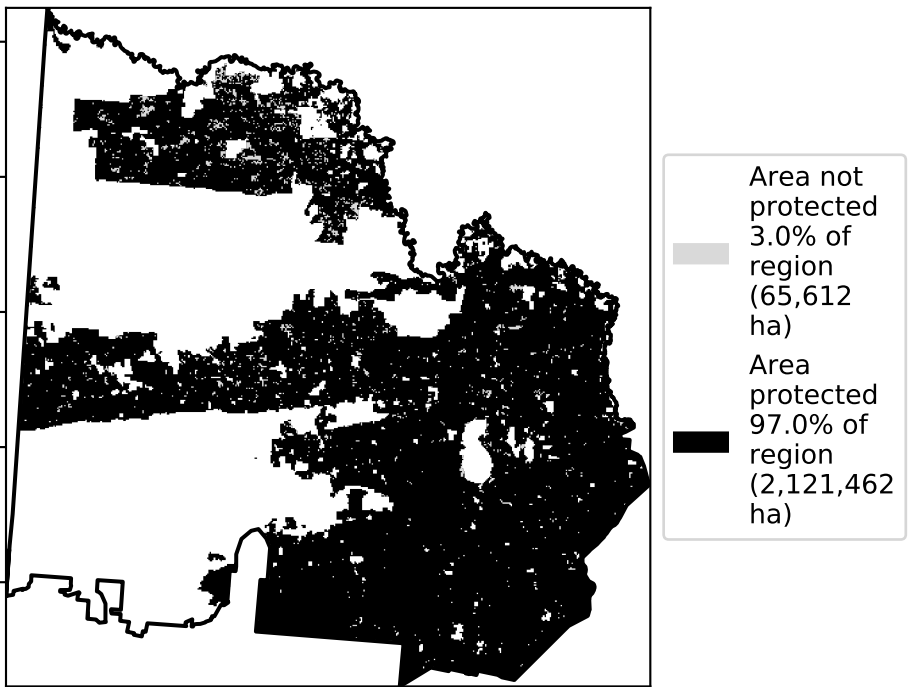 Area not
protected
3.0% of
region
(65,612
ha)
Area
protected
97.0% of
region
(2,121,462
ha)